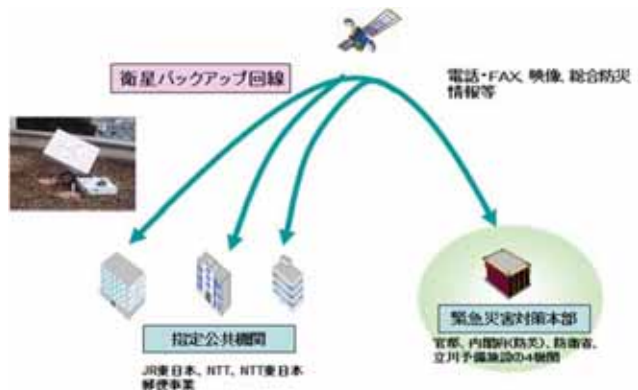 衛星バックアップ回線
電話・FAX, 映像, 総合防災
情報等
指定公共機関
JR東日本、NTT、NTT東日本
郵便事業
緊急災害対策本部
官邸、内閣府(防災)、防衛省、
立川予備施設の4機関